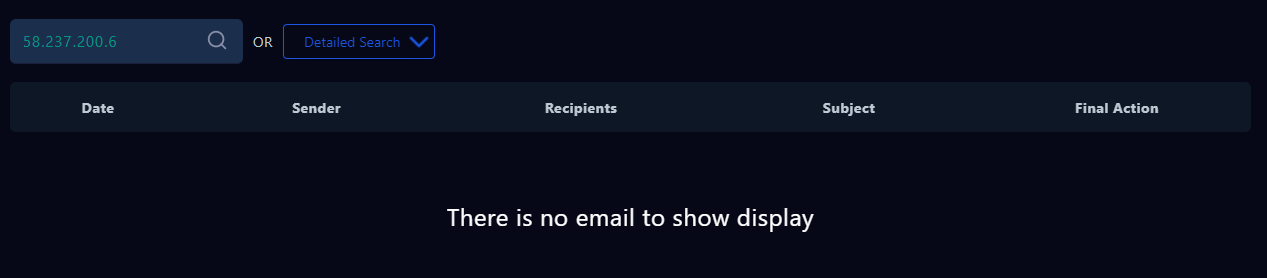 58.237.200.6 OR Detailed Search
Date Sender Recipients Subject Final Action
There is no email to show display